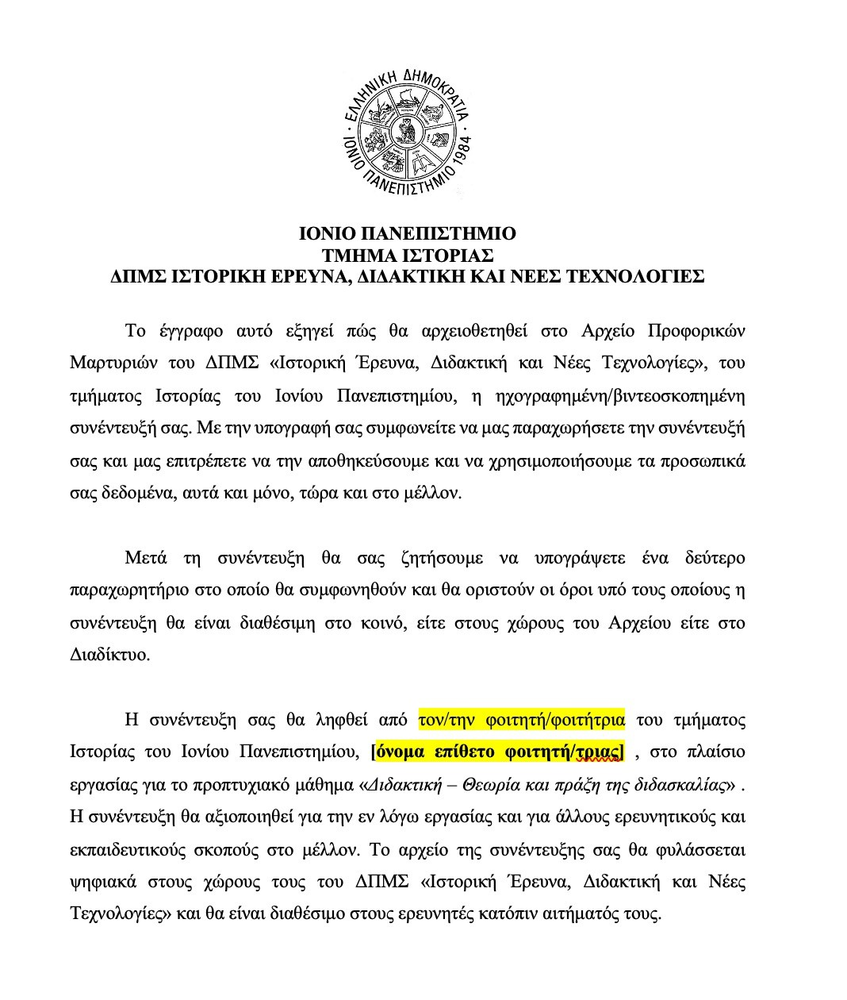 ΕΛΛΗΝΙΚΗ ΔΗΜΟΚΡΑΤΙΑ
ΙΟΝΙΟ ΠΑΝΕΠΙΣΤΗΜΙΟ 1984
ΙΟΝΙΟ ΠΑΝΕΠΙΣΤΗΜΙΟ
ΤΜΗΜΑ ΙΣΤΟΡΙΑΣ
ΔΠΜΣ ΙΣΤΟΡΙΚΗ ΕΡΕΥΝΑ, ΔΙΔΑΚΤΙΚΗ ΚΑΙ ΝΕΕΣ ΤΕΧΝΟΛΟΓΙΕΣ
Το έγγραφο αυτό εξηγεί πώς θα αρχειοθετηθεί στο Αρχείο Προφορικών
Μαρτυριών του ΔΠΜΣ «Ιστορική Έρευνα, Διδακτική και Νέες Τεχνολογίες», του
τμήματος Ιστορίας του Ιονίου Πανεπιστημίου, η ηχογραφημένη/βιντεοσκοπημένη
συνέντευξή σας. Με την υπογραφή σας συμφωνείτε να μας παραχωρήσετε την συνέντευξή
σας και μας επιτρέπετε να την αποθηκεύσουμε και να χρησιμοποιήσουμε τα προσωπικά
σας δεδομένα, αυτά και μόνο, τώρα και στο μέλλον.
Μετά τη συνέντευξη θα σας ζητήσουμε να υπογράψετε ένα δεύτερο
παραχωρητήριο στο οποίο θα συμφωνηθούν και θα οριστούν οι όροι υπό τους οποίους η
συνέντευξη θα είναι διαθέσιμη στο κοινό, είτε στους χώρους του Αρχείου είτε στο
Διαδίκτυο.
Η συνέντευξη σας θα ληφθεί από τον/την φοιτητή/φοιτήτρια του τμήματος
Ιστορίας του Ιονίου Πανεπιστημίου, [όνομα επίθετο φοιτητή/τριας] , στο πλαίσιο
εργασίας για το προπτυχιακό μάθημα «Διδακτική – Θεωρία και πράξη της διδασκαλίας» .
Η συνέντευξη θα αξιοποιηθεί για την εν λόγω εργασίας και για άλλους ερευνητικούς και
εκπαιδευτικούς σκοπούς στο μέλλον. Το αρχείο της συνέντευξης σας θα φυλάσσεται
ψηφιακά στους χώρους τους του ΔΠΜΣ «Ιστορική Έρευνα, Διδακτική και Νέες
Τεχνολογίες» και θα είναι διαθέσιμο στους ερευνητές κατόπιν αιτήματός τους.